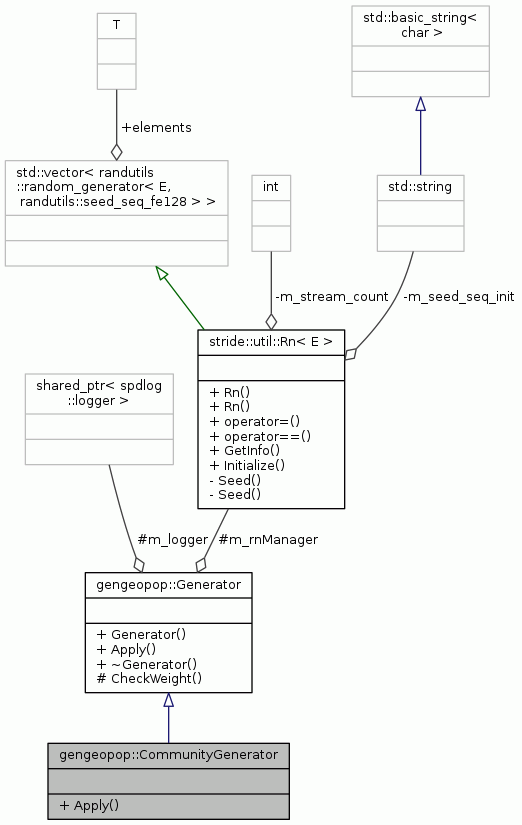 T
std::basic_string<
char >
+elements
std::vector< randutils
::random_generator< E,
randutils::seed_seq_fe128 > >
int
std::string
-m_stream_count
-m_seed_seq_init
stride::util::Rn< E >
+ Rn()
+ Rn()
+ operator=()
+ operator==()
+ GetInfo()
+ Initialize()
- Seed()
- Seed()
shared_ptr< spdlog
::logger >
#m_logger
#m_rnManager
gengeopop::Generator
+ Generator()
+ Apply()
+ ~Generator()
# CheckWeight()
gengeopop::CommunityGenerator
+ Apply()